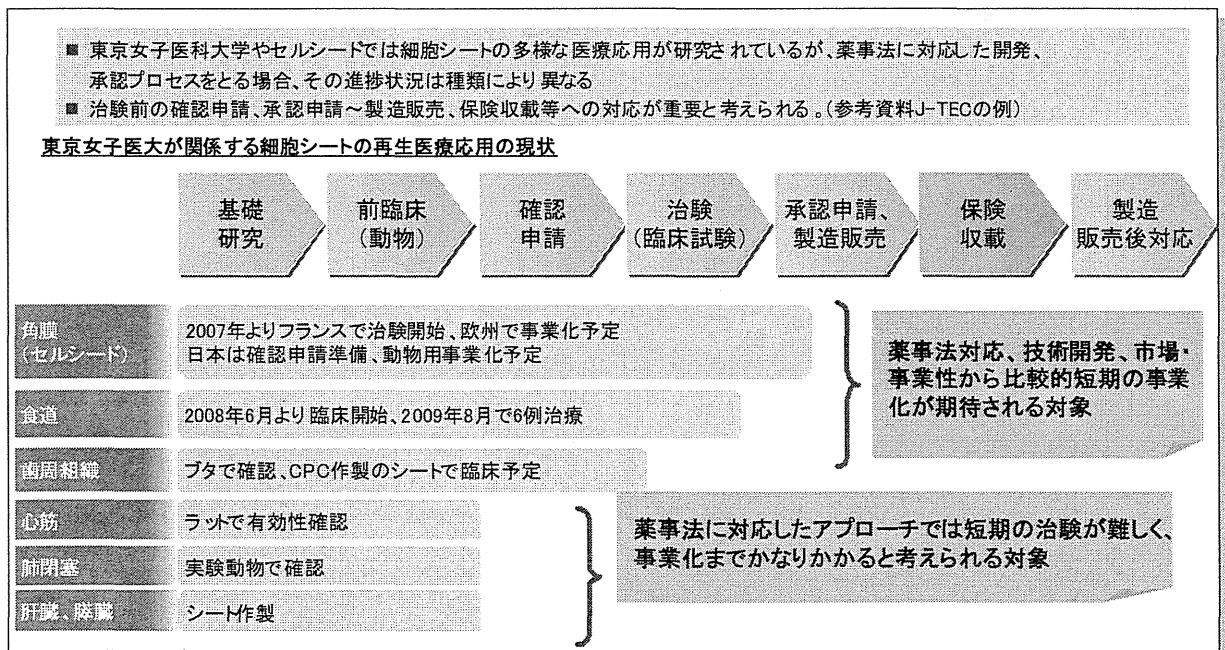 ■ 東京女子医科大学やセルシードでは細胞シートの多様な医療応用が研究されているが、薬事法に対応した開発、
承認プロセスをとる場合、その進捗状況は種類により異なる
■ 治験前の確認申請、承認申請～製造販売、保険収載等への対応が重要と考えられる。(参考資料J-TECの例)
東京女子医大が関係する細胞シートの再生医療応用の現状
基礎
研究
前臨床
(動物)
確認
申請
治験
(臨床試験)
承認申請、
製造販売
保険
収載
製造
販売後対応
角膜
(セルシード)
2007年よりフランスで治験開始、欧州で事業化予定
日本は確認申請準備、動物用事業化予定
食道
2008年6月より臨床開始、2009年8月で6例治療
歯周組織
ブタで確認、CPC作製のシートで臨床予定
薬事法対応、技術開発、市場・
事業性から比較的短期の事業
化が期待される対象
心筋
ラットで有効性確認
肺閉塞
実験動物で確認
肝臓、膵臓
シート作製
薬事法に対応したアプローチでは短期の治験が難しく、
事業化までかなりかかると考えられる対象